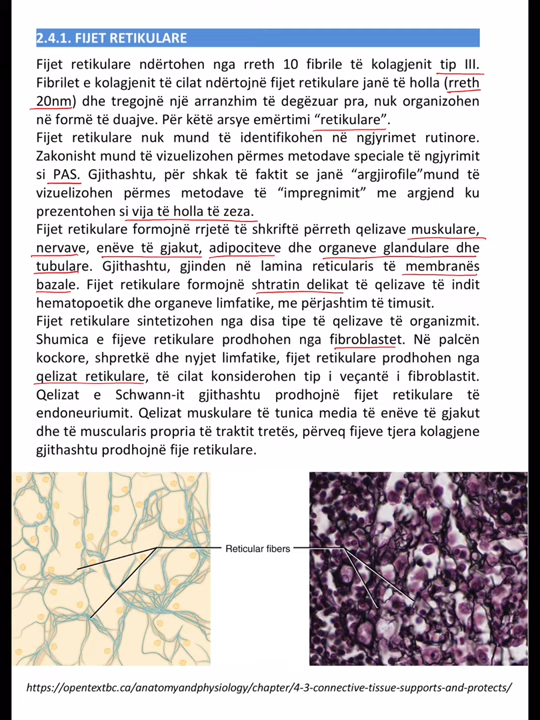 2.4.1. FIJET RETIKULARE
Fijet retikulare ndërtohen nga rreth 10 fibrile të kolagjenit tip III.
Fibrilet e kolagjenit të cilat ndërtojnë fijet retikulare janë të holla (rreth
20nm) dhe tregojnë një arranzhim të degëzuar pra, nuk organizohen
në formë të duajve. Për këtë arsye emërtimi “retikulare”.
Fijet retikulare nuk mund të identifikohen në ngjyrimet rutinore.
Zakonisht mund të vizuelizohen përmes metodave speciale të ngjyrimit
si PAS. Gjithashtu, për shkak të faktit se janë “argjirofile”mund të
vizuelizohen përmes metodave të “impregnimit” me argjend ku
prezentohen si vija të holla të zeza.
Fijet retikulare formojnë rrjetë të shkriftë përreth qelizave muskulare,
nervave, enëve të gjakut, adipociteve dhe organeve glandulare dhe
tubulare. Gjithashtu, gjinden në lamina reticularis të membranës
bazale. Fijet retikulare formojnë shtratin delikat të qelizave të indit
hematopoetik dhe organeve limfatike, me përjashtim të timusit.
Fijet retikulare sintetizohen nga disa tipe të qelizave të organizmit.
Shumica e fijeve retikulare prodhohen nga fibroblastet. Në palcën
kockore, shpretkë dhe nyjet limfatike, fijet retikulare prodhohen nga
qelizat retikulare, të cilat konsiderohen tip i veçantë i fibroblastit.
Qelizat e Schwann-it gjithashtu prodhojnë fijet retikulare të
endoneuriumit. Qelizat muskulare të tunica media të enëve të gjakut
dhe të muscularis propria të traktit tretës, përveq fijeve tjera kolagjene
gjithashtu prodhojnë fije retikulare.
Reticular fibers
https://opentextbc.ca/anatomyandphysiology/chapter/4-3-connective-tissue-supports-and-protects/